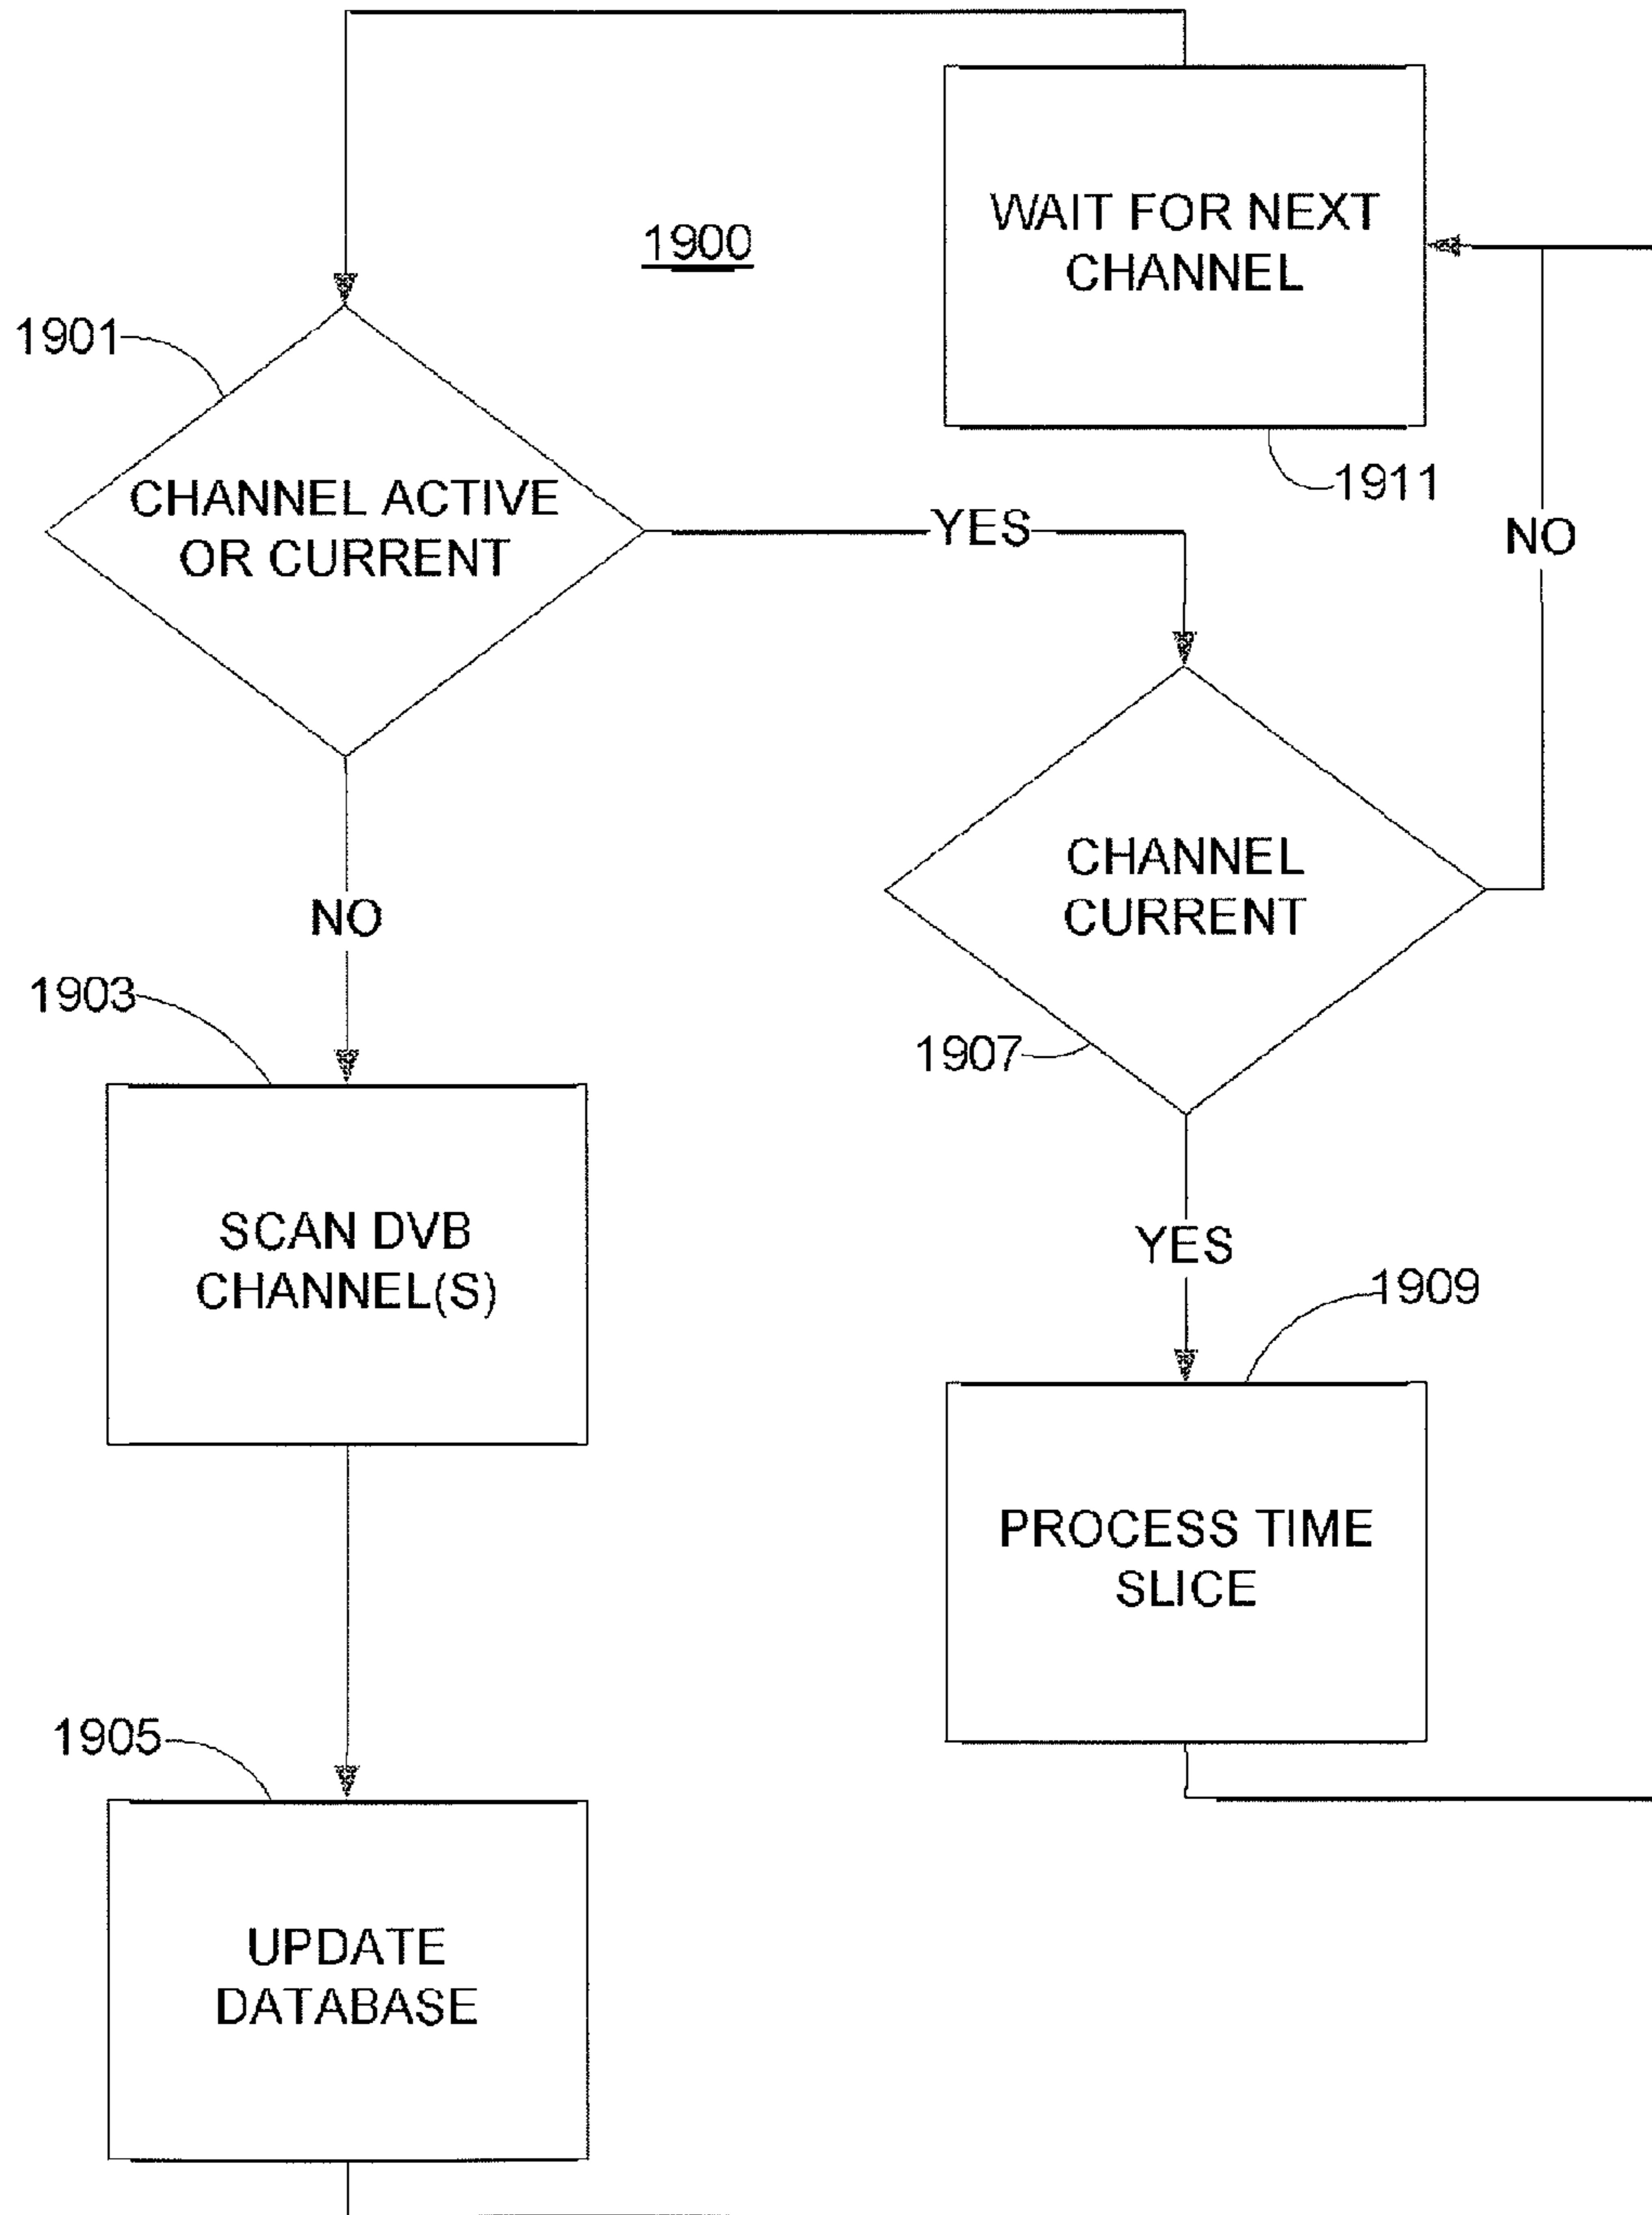 WAIT FOR NEXT
CHANNEL
1900
1901
1911
CHANNEL ACTIVE
OR CURRENT
YES
NO
CHANNEL
CURRENT
NO
1903
1907
SCAN DVB
CHANNEL(S)
YES
1909
PROCESS TIME
SLICE
1905
UPDATE
DATABASE